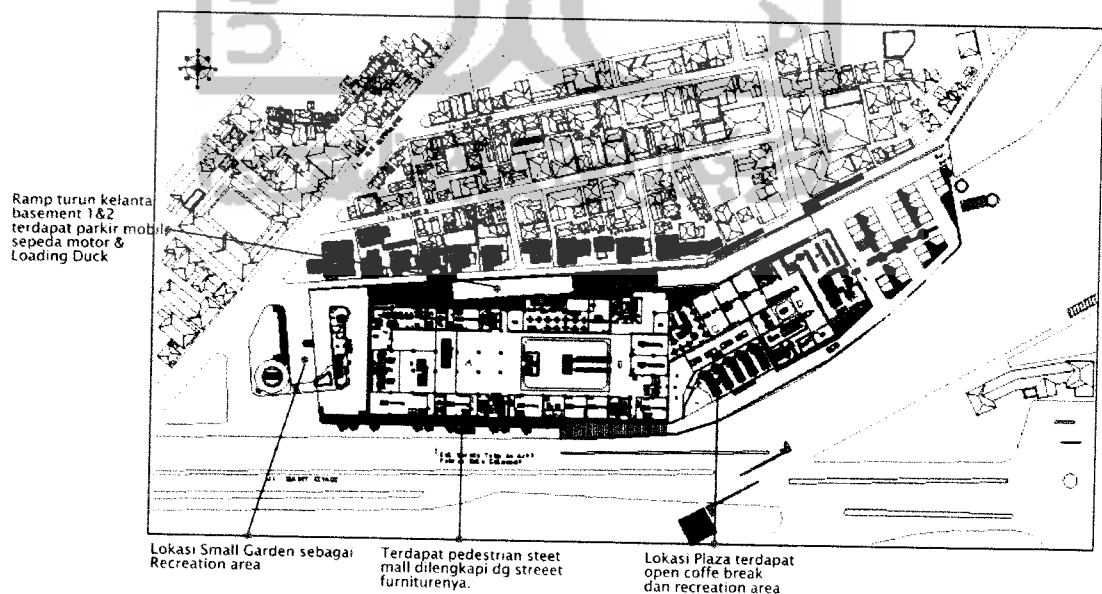 Ramp turun kelanta
basement 1&2
terdapat parkir mobil
sepeda motor &
Loading Duck
Lokasi Small Garden sebagai
Recreation area
Terdapat pedestrian steet
mall dilengkapi dg streeet
furniturenya.
Lokasi Plaza terdapat
open coffe break
dan recreation area